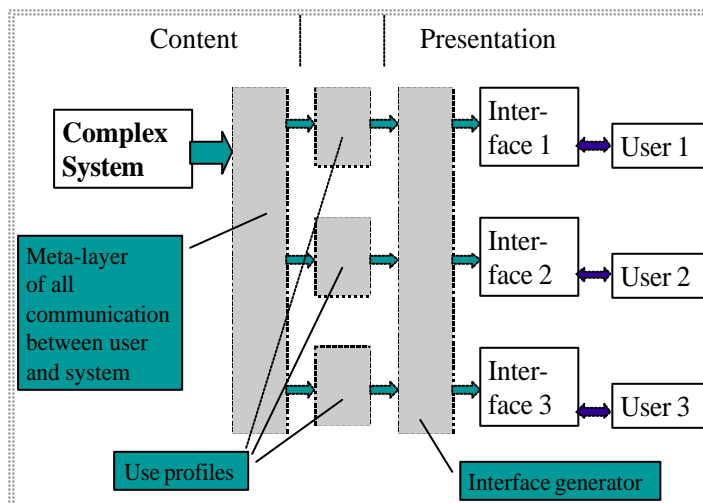 Content
Presentation
Complex
System
Inter-
face 1
User 1
Meta-layer
of all
communication
between user
and system
Inter-
face 2
User 2
Inter-
face 3
User 3
Use profiles
Interface generator